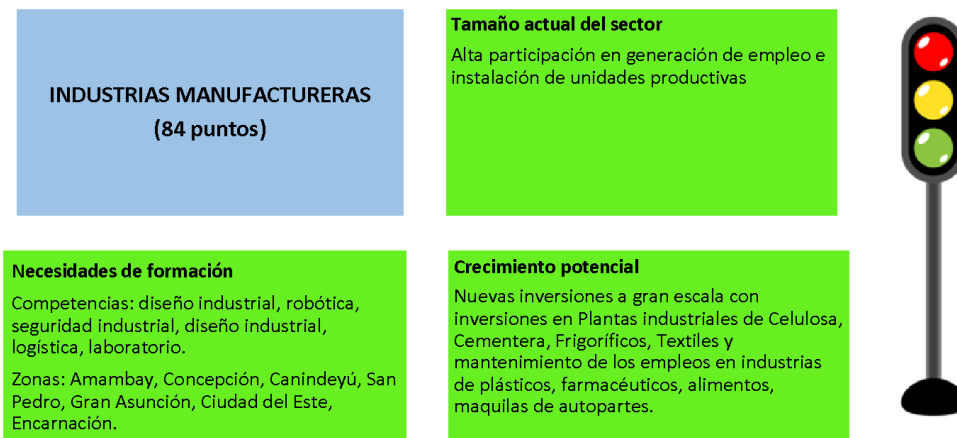 INDUSTRIAS MANUFACTURERAS
(84 puntos)
Tamaño actual del sector
Alta participación en generación de empleo e
instalación de unidades productivas
Necesidades de formación
Competencias: diseño industrial, robótica,
seguridad industrial, diseño industrial,
logística, laboratorio.
Zonas: Amambay, Concepción, Canindeyú, San
Pedro, Gran Asunción, Ciudad del Este,
Encarnación.
Crecimiento potencial
Nuevas inversiones a gran escala con
inversiones en Plantas industriales de Celulosa,
Cementera, Frigoríficos, Textiles y
mantenimiento de los empleos en industrias
de plásticos, farmacéuticos, alimentos,
maquilas de autopartes.